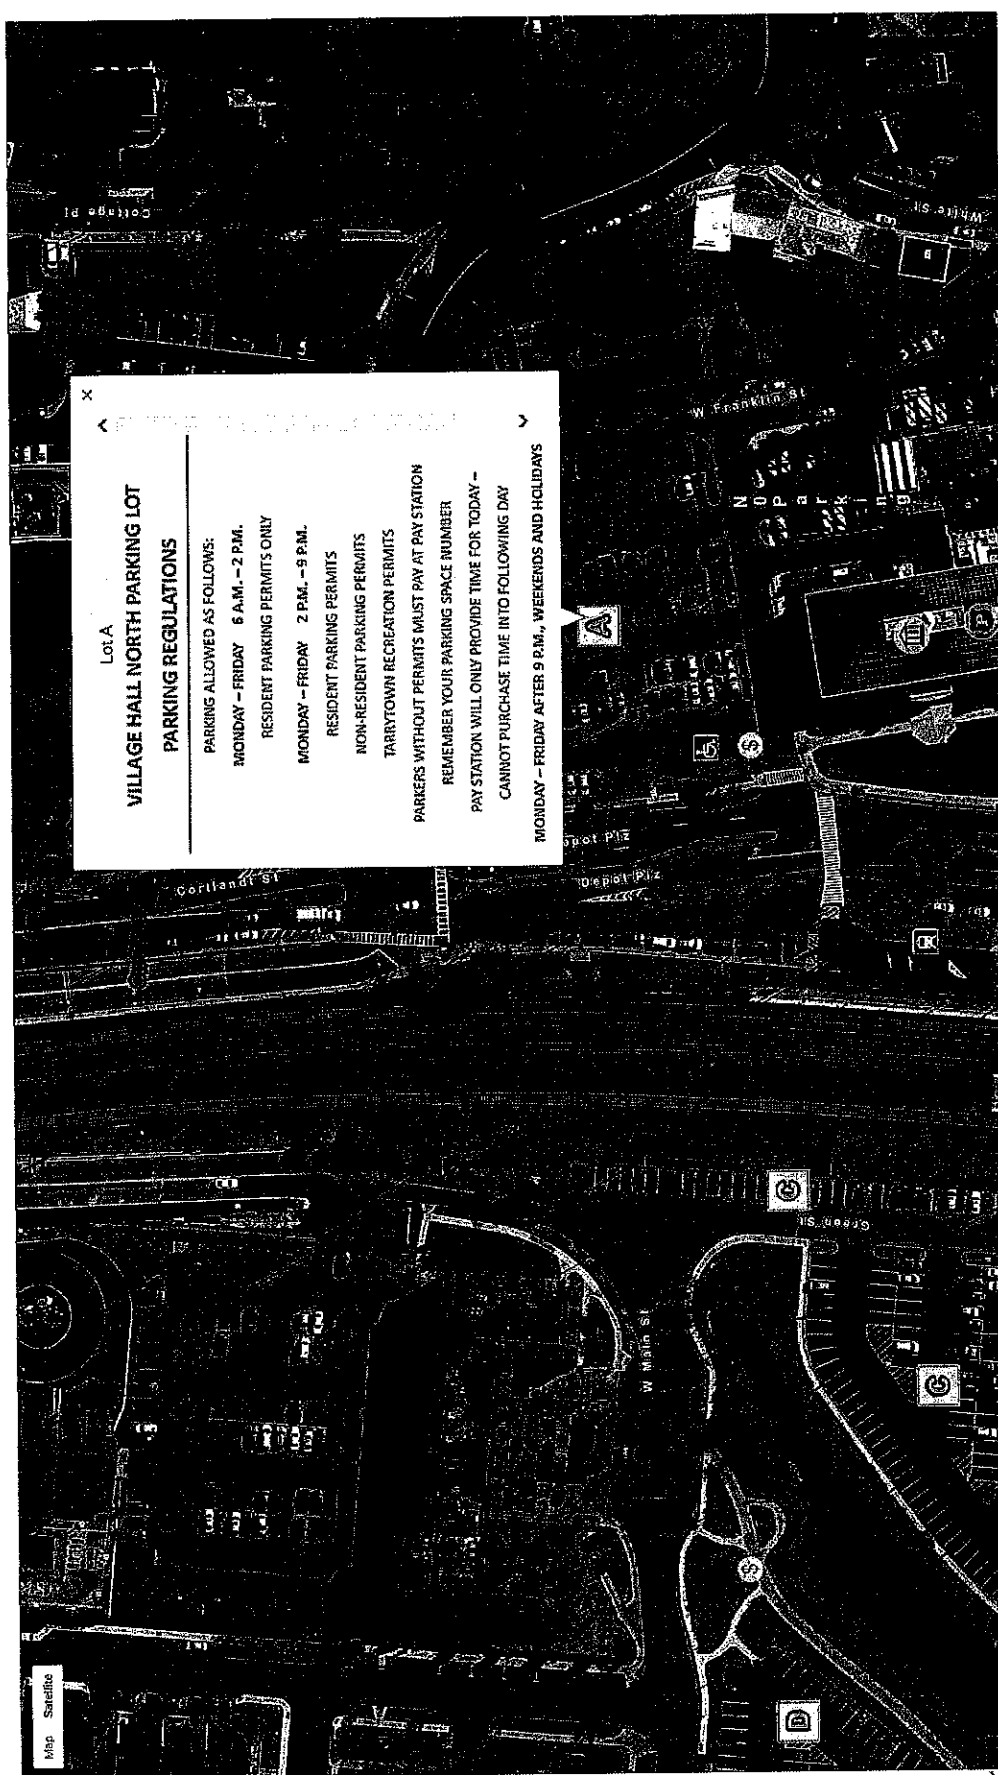 Map Satellite
Lot A
VILLAGE HALL NORTH PARKING LOT
PARKING REGULATIONS
PARKING ALLOWED AS FOLLOWS:
MONDAY – FRIDAY 6 A.M. – 2 P.M.
RESIDENT PARKING PERMITS ONLY
MONDAY – FRIDAY 2 P.M. – 9 P.M.
RESIDENT PARKING PERMITS
NON-RESIDENT PARKING PERMITS
TARRYTOWN RECREATION PERMITS
PARKERS WITHOUT PERMITS MUST PAY AT PAY STATION
REMEMBER YOUR PARKING SPACE NUMBER
PAY STATION WILL ONLY PROVIDE TIME FOR TODAY –
CANNOT PURCHASE TIME INTO FOLLOWING DAY
MONDAY – FRIDAY AFTER 9 P.M., WEEKENDS AND HOLIDAYS
Cottage Pl
Cortlandt St
A
W Franklin St
White St
No Parking
Depot Plz
Depot Plz
$
P
W Main St
Green St
G
G
$
D